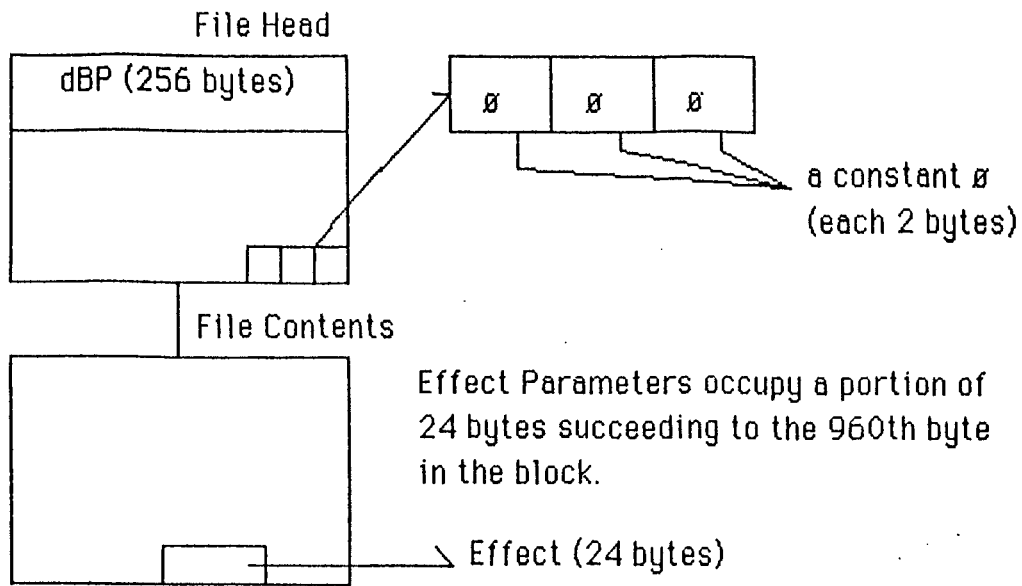 File Head
dBP (256 bytes)
ø ø ø
a constant ø
(each 2 bytes)
File Contents
Effect Parameters occupy a portion of
24 bytes succeeding to the 960th byte
in the block.
Effect (24 bytes)